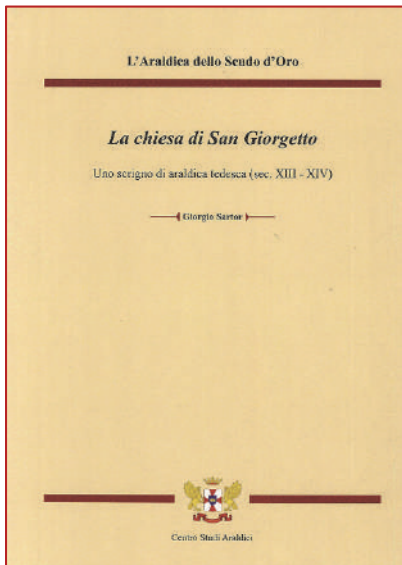 L'Araldica dello Scudo d'Oro
La chiesa di San Giorgetto
Uno scrigno di araldica tedesca (sec. XIII - XIV)
Giorgio Sartor
Centro Studi Araldici